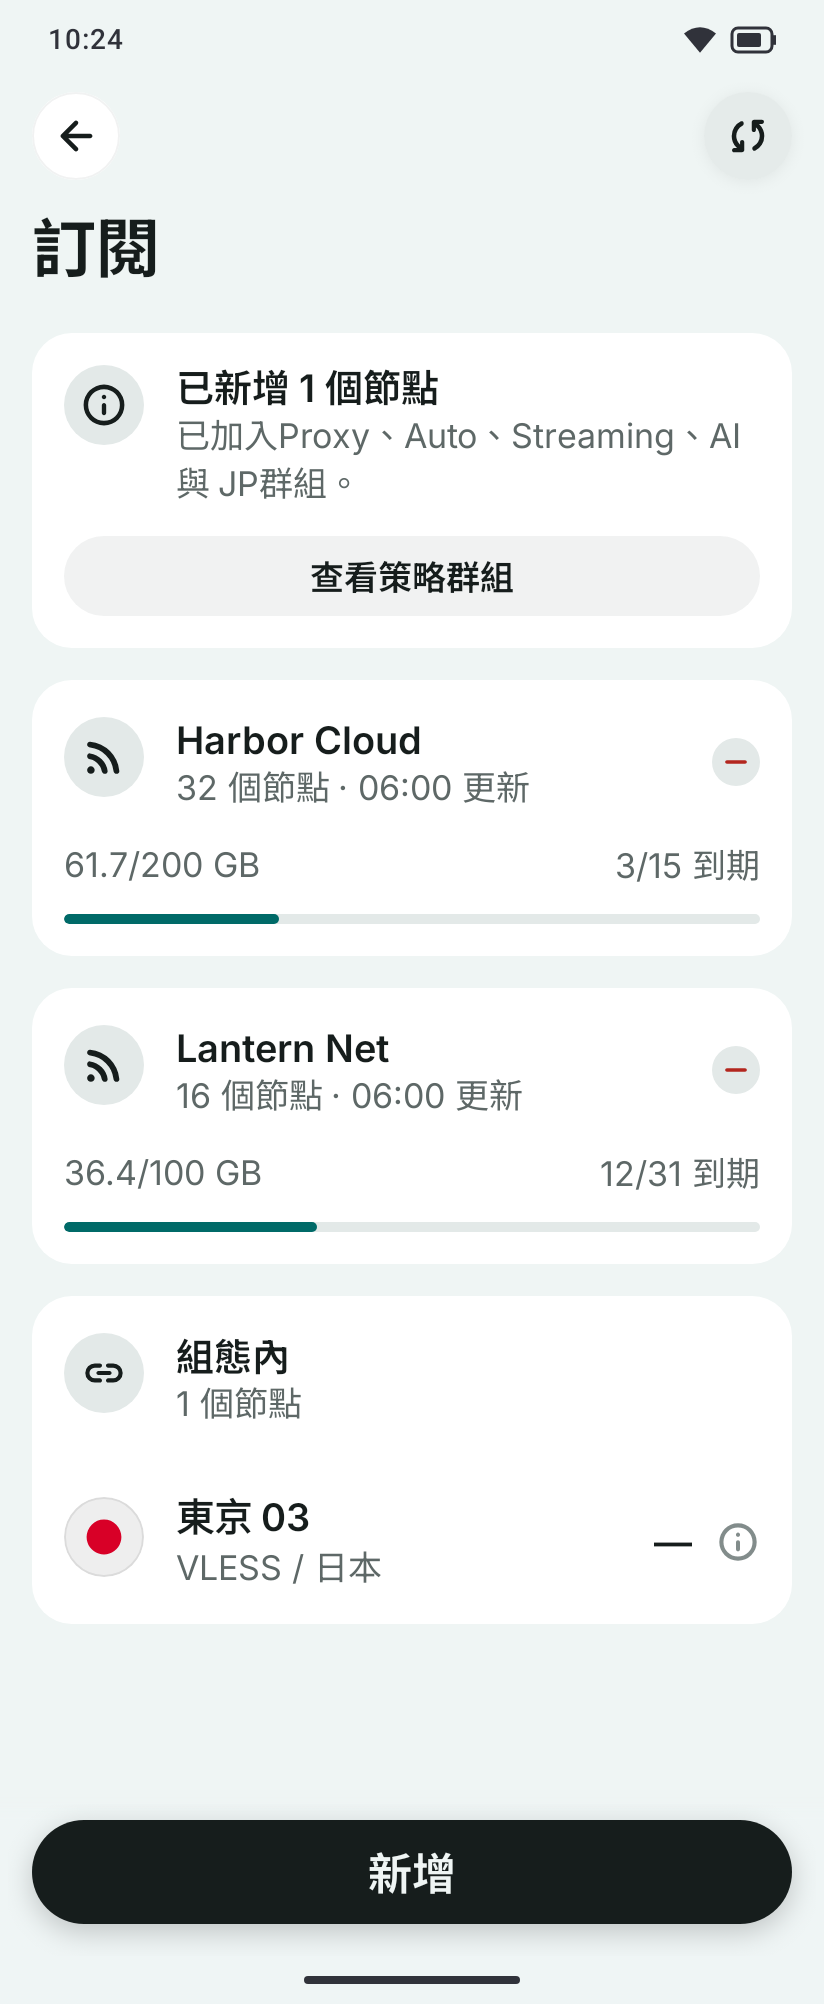 10:24
訂閱
已新增 1 個節點
已加入Proxy、Auto、Streaming、AI
與 JP群組。
查看策略群組
Harbor Cloud
32 個節點 · 06:00 更新
61.7/200 GB
3/15 到期
Lantern Net
16 個節點 · 06:00 更新
36.4/100 GB
12/31 到期
組態內
1 個節點
東京 03
VLESS / 日本
—
新增